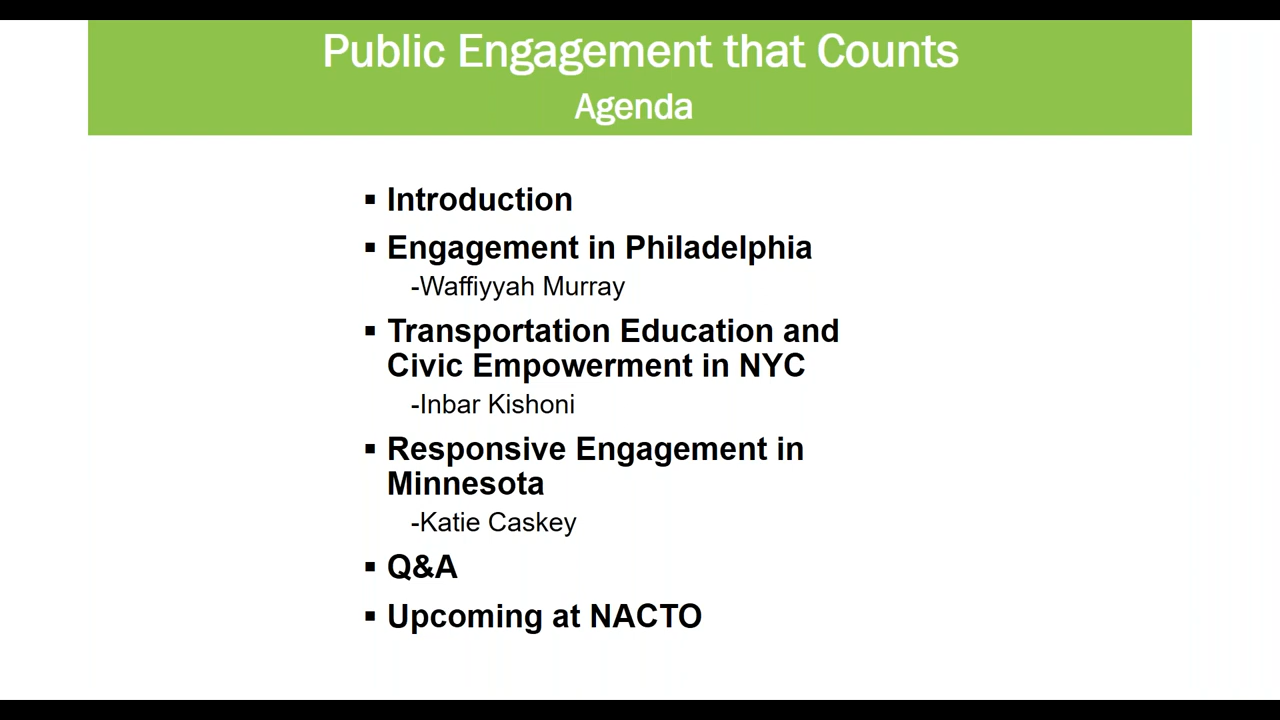 Public Engagement that Counts
Agenda
▪ Introduction
▪ Engagement in Philadelphia
-Waffiyyah Murray
▪ Transportation Education and
Civic Empowerment in NYC
-Inbar Kishoni
▪ Responsive Engagement in
Minnesota
-Katie Caskey
▪ Q&A
▪ Upcoming at NACTO